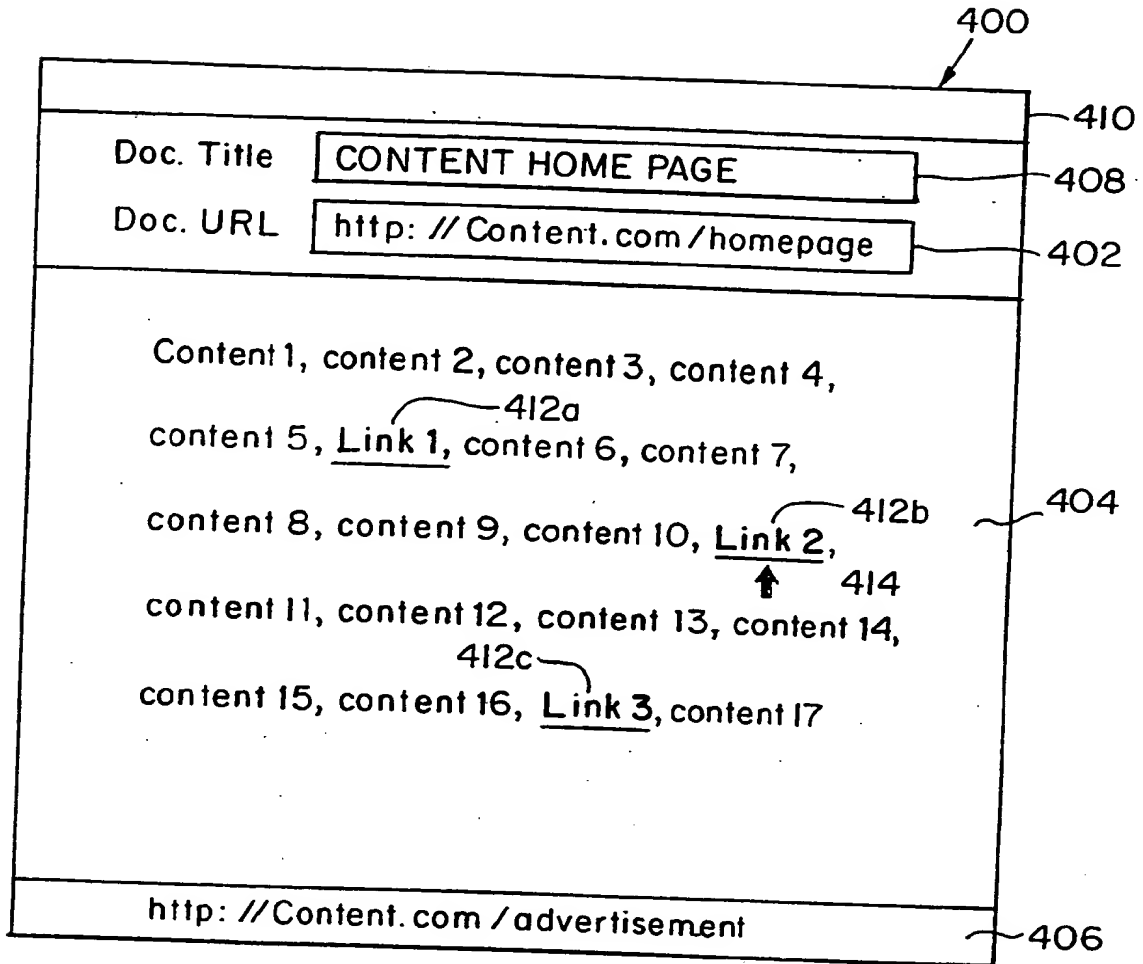 400
410
Doc. Title CONTENT HOME PAGE 408
Doc. URL http: //Content.com/homepage 402
Content 1, content 2, content 3, content 4,
412a
content 5, Link 1, content 6, content 7,
412b
404
content 8, content 9, content 10, Link 2,
414
content 11, content 12, content 13, content 14,
412c
content 15, content 16, Link 3, content 17
http: //Content.com/advertisement 406